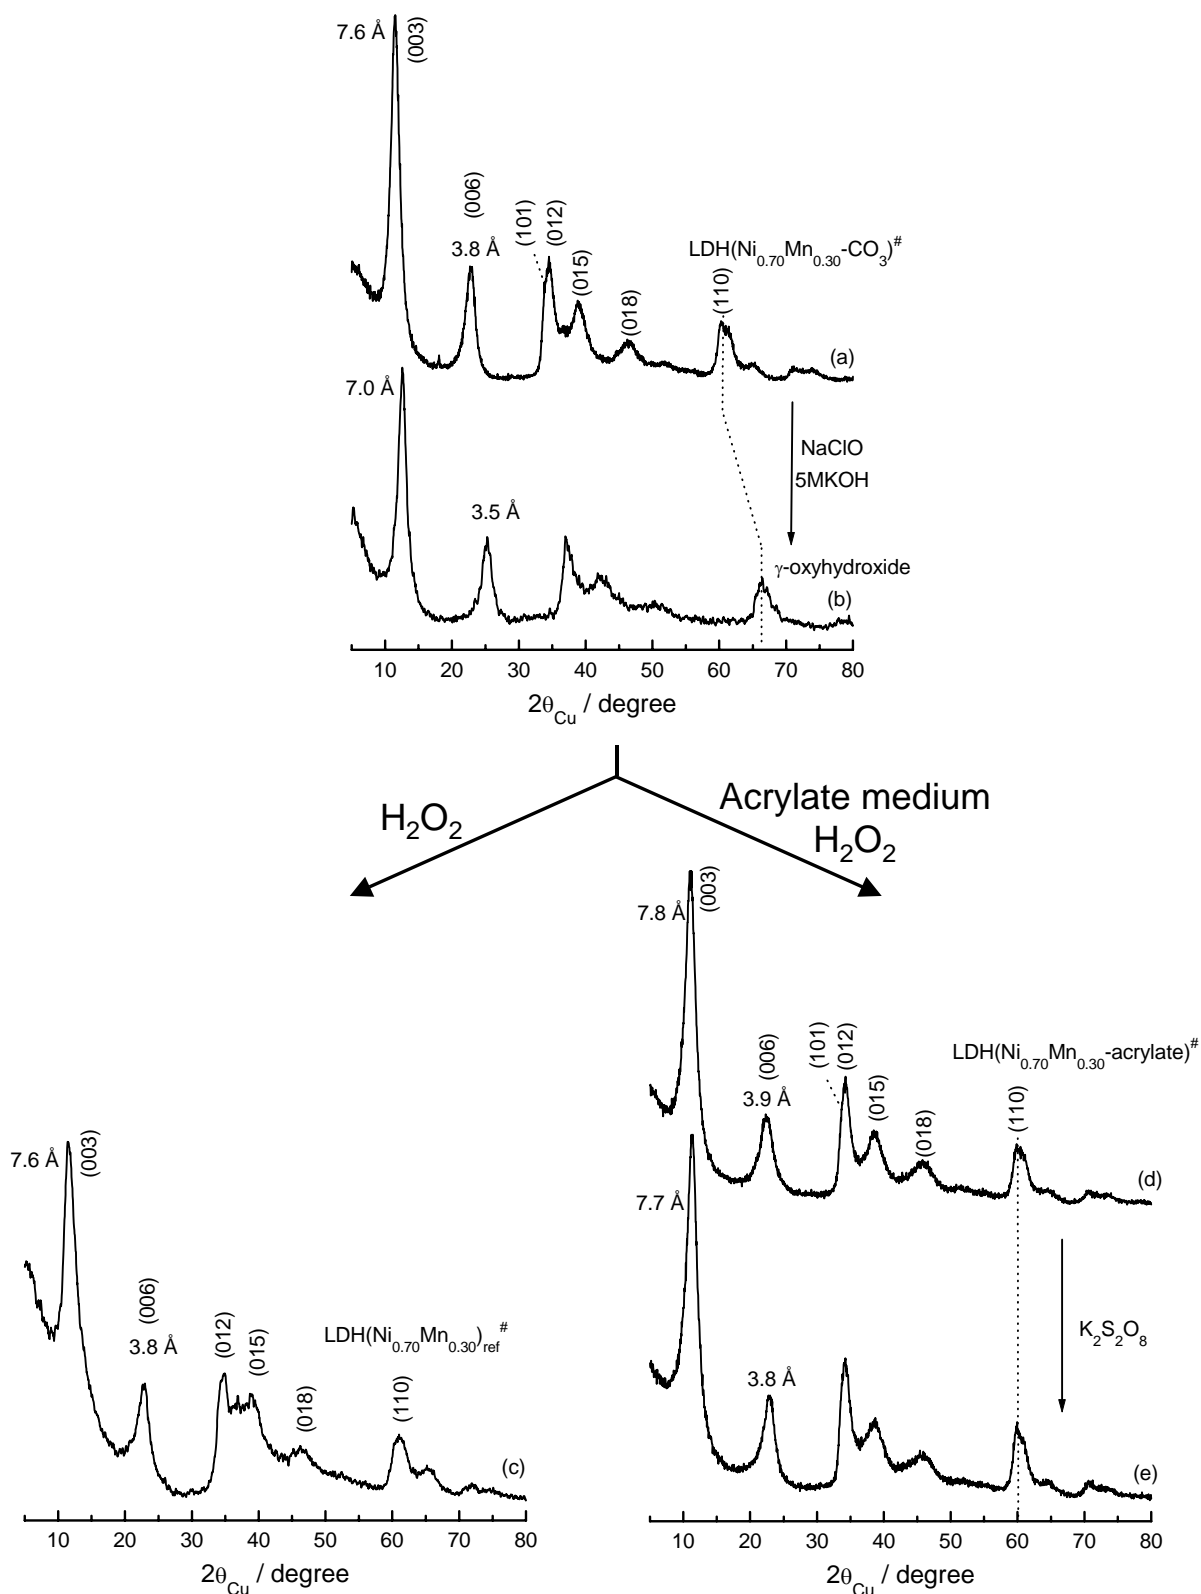 7.6 Å
(003)
(006)
3.8 Å
(101)
(012)
(015)
(018)
LDH(Ni0.70Mn0.30-CO3)#
(110)
(a)
7.0 Å
3.5 Å
NaClO
5MKOH
γ-oxyhydroxide
(b)
10 20 30 40 50 60 70 80
2θCu / degree
H2O2
Acrylate medium
H2O2
7.8 Å
(003)
(006)
3.9 Å
(101)
(012)
(015)
(018)
LDH(Ni0.70Mn0.30-acrylate)#
(110)
(d)
7.7 Å
3.8 Å
K2S2O8
(e)
10 20 30 40 50 60 70 80
2θCu / degree
7.6 Å
(003)
(006)
3.8 Å
(012)
(015)
(018)
LDH(Ni0.70Mn0.30)ref#
(110)
(c)
10 20 30 40 50 60 70 80
2θCu / degree